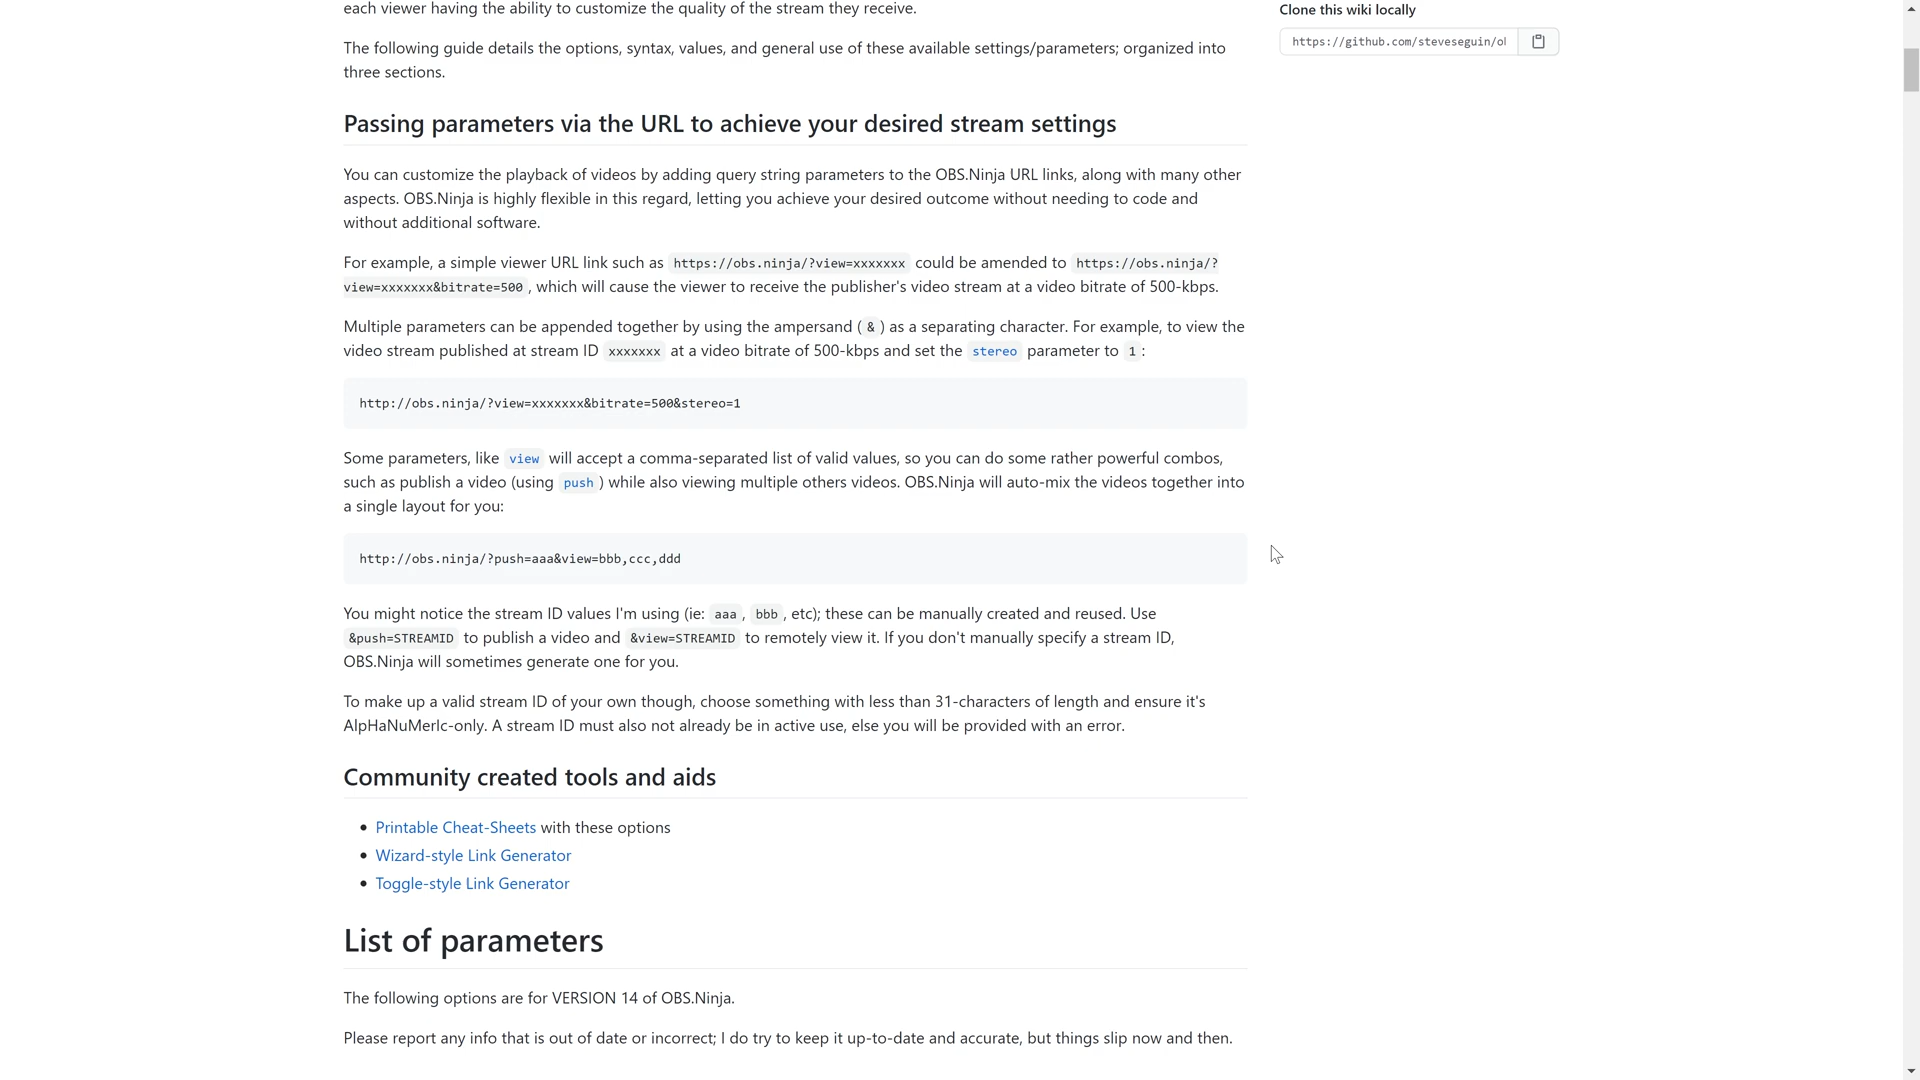 each viewer having the ability to customize the quality of the stream they receive.
Clone this wiki locally
https://github.com/steveseguin/ol
The following guide details the options, syntax, values, and general use of these available settings/parameters; organized into
three sections.
Passing parameters via the URL to achieve your desired stream settings
You can customize the playback of videos by adding query string parameters to the OBS.Ninja URL links, along with many other
aspects. OBS.Ninja is highly flexible in this regard, letting you achieve your desired outcome without needing to code and
without additional software.
For example, a simple viewer URL link such as https://obs.ninja/?view=xxxxxxx could be amended to https://obs.ninja/?
view=xxxxxxx&bitrate=500 , which will cause the viewer to receive the publisher's video stream at a video bitrate of 500-kbps.
Multiple parameters can be appended together by using the ampersand ( & ) as a separating character. For example, to view the
video stream published at stream ID xxxxxxx at a video bitrate of 500-kbps and set the stereo parameter to 1 :
http://obs.ninja/?view=xxxxxxx&bitrate=500&stereo=1
Some parameters, like view will accept a comma-separated list of valid values, so you can do some rather powerful combos,
such as publish a video (using push ) while also viewing multiple others videos. OBS.Ninja will auto-mix the videos together into
a single layout for you:
http://obs.ninja/?push=aaa&view=bbb,ccc,ddd
You might notice the stream ID values I'm using (ie: aaa , bbb , etc); these can be manually created and reused. Use
&push=STREAMID to publish a video and &view=STREAMID to remotely view it. If you don't manually specify a stream ID,
OBS.Ninja will sometimes generate one for you.
To make up a valid stream ID of your own though, choose something with less than 31-characters of length and ensure it's
AlpHaNuMerIc-only. A stream ID must also not already be in active use, else you will be provided with an error.
Community created tools and aids
• Printable Cheat-Sheets with these options
• Wizard-style Link Generator
• Toggle-style Link Generator
List of parameters
The following options are for VERSION 14 of OBS.Ninja.
Please report any info that is out of date or incorrect; I do try to keep it up-to-date and accurate, but things slip now and then.